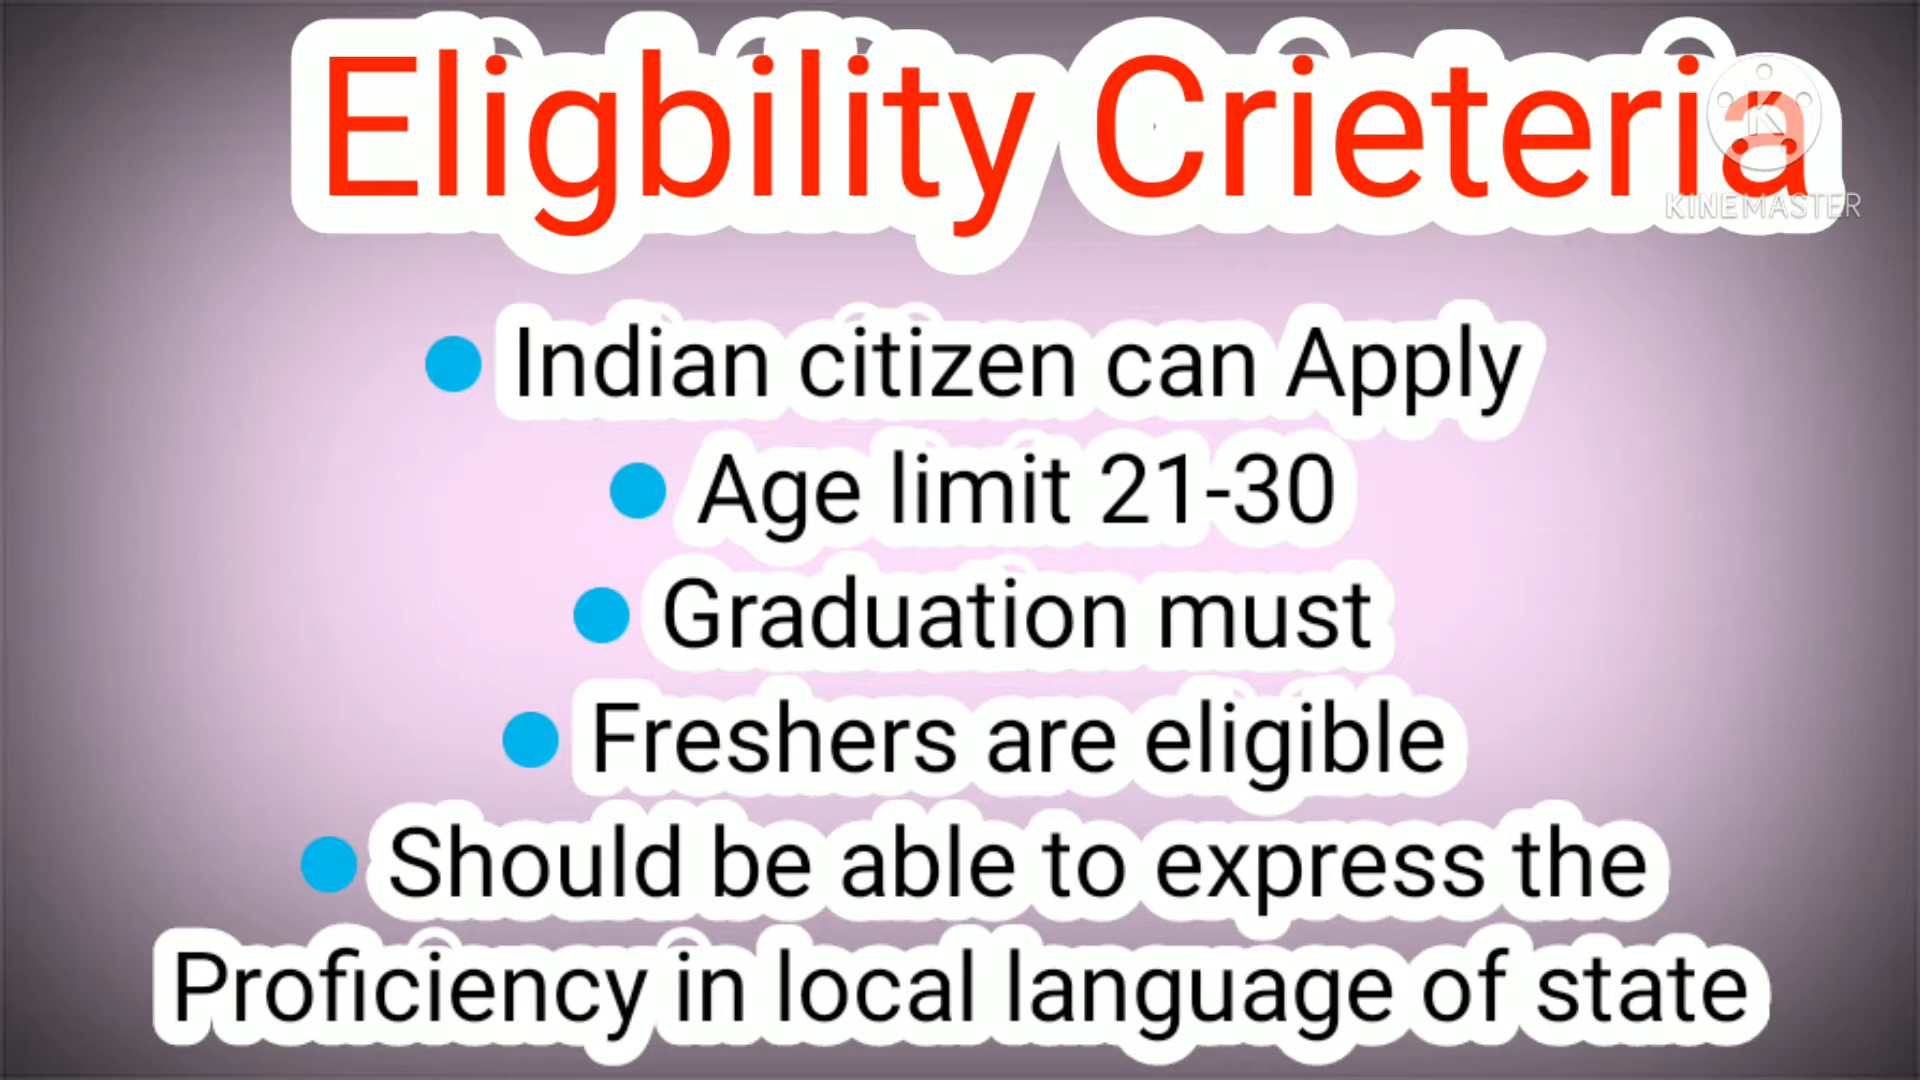 Eligbility Crieteria
KINEMASTER
● Indian citizen can Apply
● Age limit 21-30
● Graduation must
● Freshers are eligible
● Should be able to express the
Proficiency in local language of state